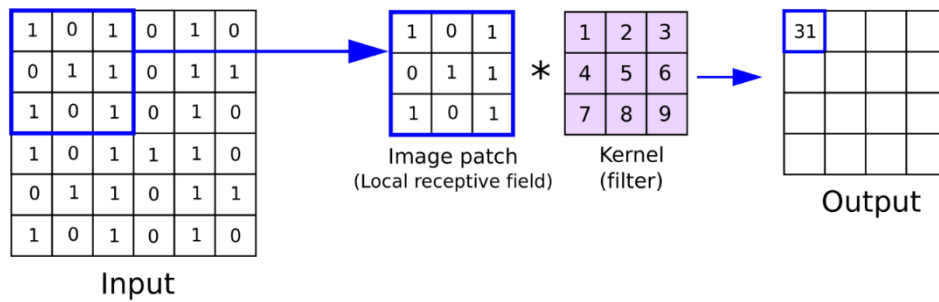 1 0 1 0 1 0
0 1 1 0 1 1
1 0 1 0 1 0
1 0 1 1 1 0
0 1 1 0 1 1
1 0 1 0 1 0
Input
1 0 1
0 1 1
1 0 1
Image patch
(Local receptive field)
*
1 2 3
4 5 6
7 8 9
Kernel
(filter)
31
Output